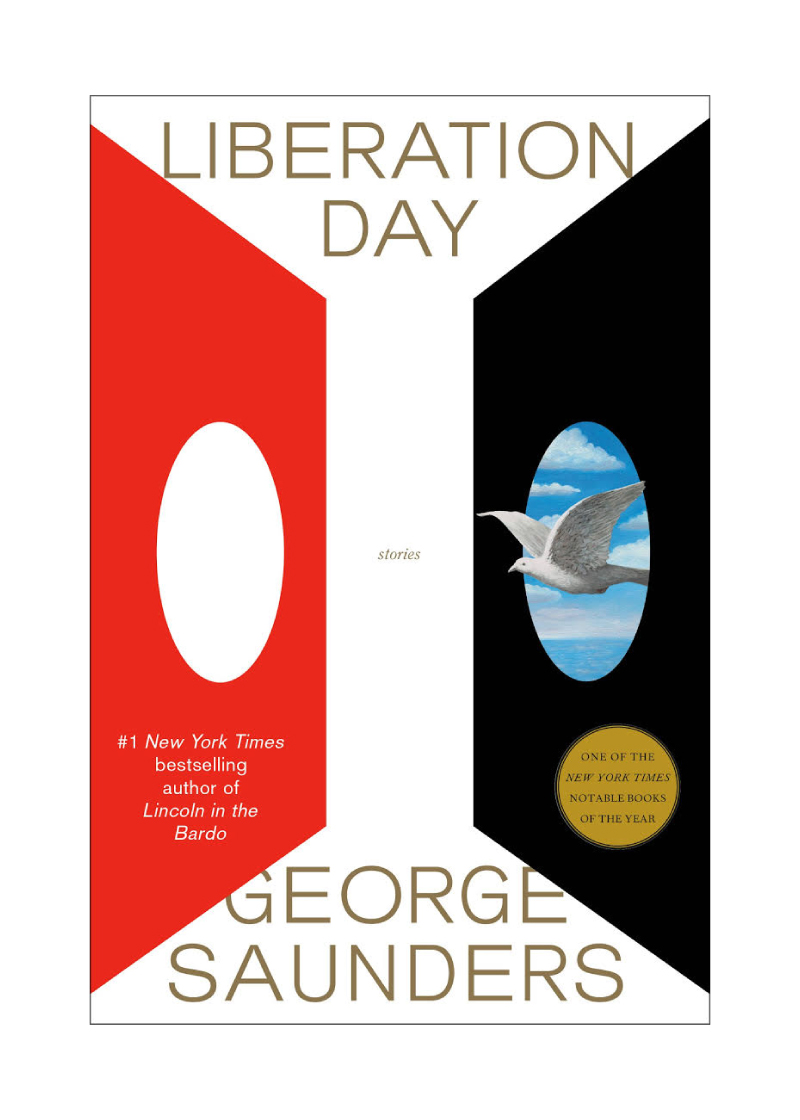 LIBERATION
DAY
stories
#1 New York Times
bestselling
author of
Lincoln in the
Bardo
ONE OF THE
NEW YORK TIMES
NOTABLE BOOKS
OF THE YEAR
GEORGE
SAUNDERS